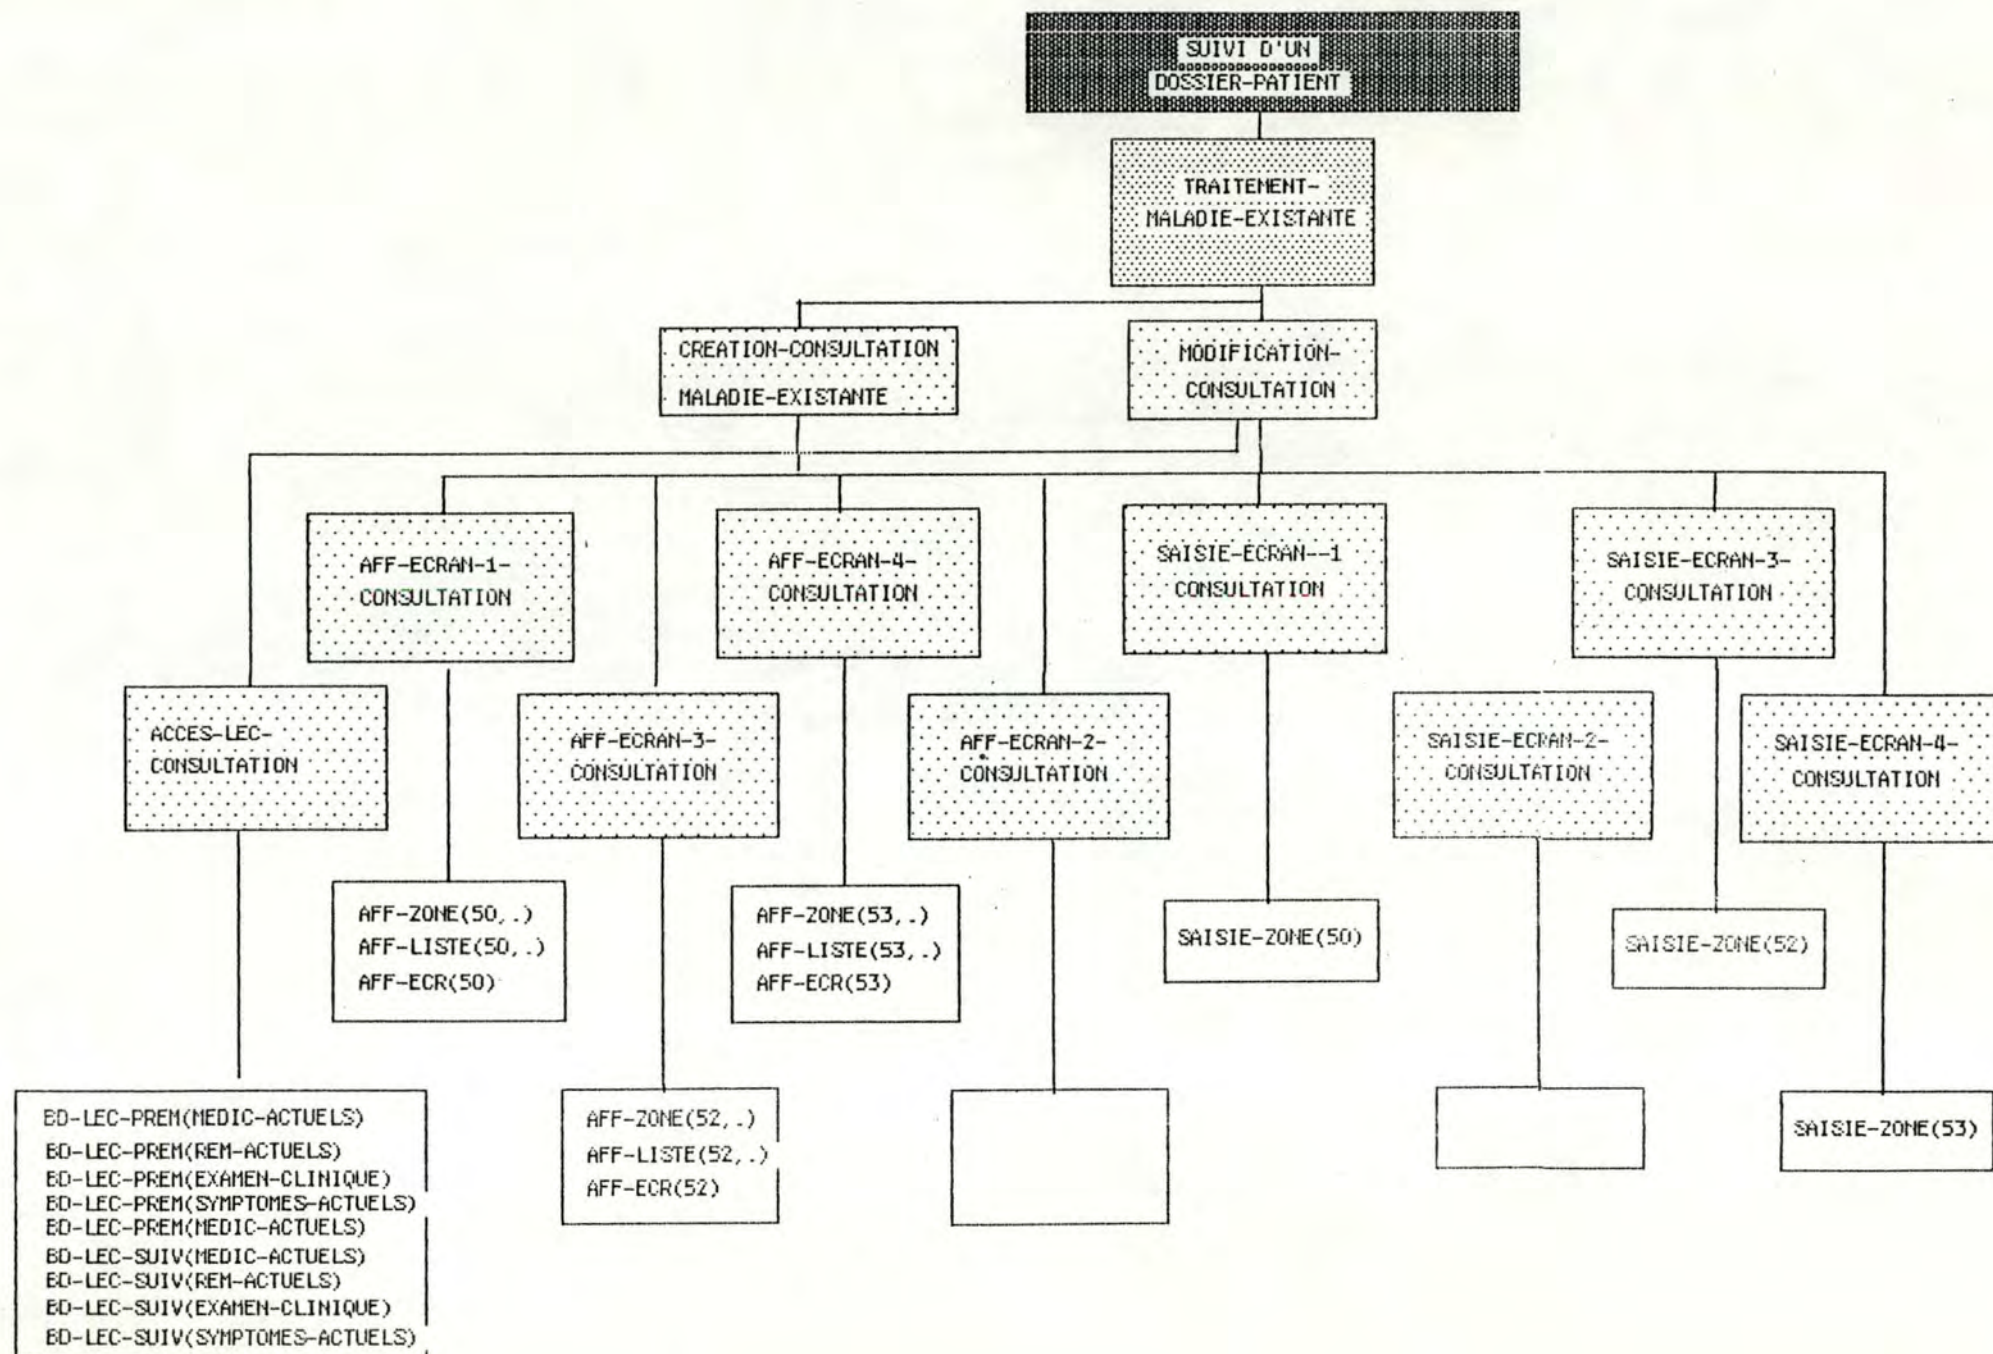 SUIVI D'UN
DOSSIER-PATIENT
TRAITEMENT-
MALADIE-EXISTANTE
CREATION-CONSULTATION
MALADIE-EXISTANTE
MODIFICATION-
CONSULTATION
AFF-ECRAN-1-
CONSULTATION
AFF-ECRAN-4-
CONSULTATION
SAISIE-ECRAN--1
CONSULTATION
SAISIE-ECRAN-3-
CONSULTATION
ACCES-LEC-
CONSULTATION
AFF-ECRAN-3-
CONSULTATION
AFF-ECRAN-2-
CONSULTATION
SAISIE-ECRAN-2-
CONSULTATION
SAISIE-ECRAN-4-
CONSULTATION
AFF-ZONE(50,.)
AFF-LISTE(50,.)
AFF-ECR(50)
AFF-ZONE(53,.)
AFF-LISTE(53,.)
AFF-ECR(53)
SAISIE-ZONE(50)
SAISIE-ZONE(52)
BD-LEC-PREM(MEDIC-ACTUELS)
BD-LEC-PREM(REM-ACTUELS)
BD-LEC-PREM(EXAMEN-CLINIQUE)
BD-LEC-PREM(SYMPTOMES-ACTUELS)
BD-LEC-PREM(MEDIC-ACTUELS)
BD-LEC-SUIV(MEDIC-ACTUELS)
BD-LEC-SUIV(REM-ACTUELS)
BD-LEC-SUIV(EXAMEN-CLINIQUE)
BD-LEC-SUIV(SYMPTOMES-ACTUELS)
AFF-ZONE(52,.)
AFF-LISTE(52,.)
AFF-ECR(52)
SAISIE-ZONE(53)